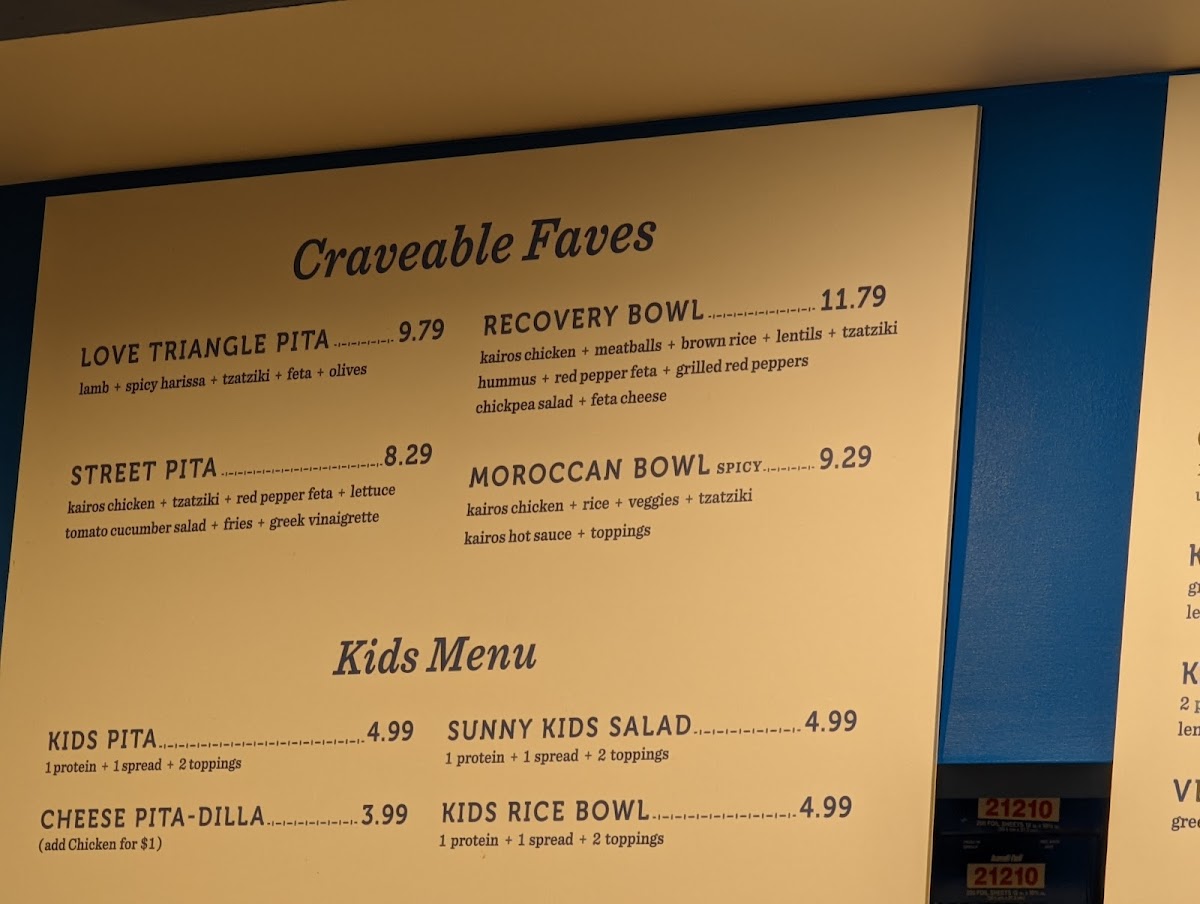 Craveable Faves
LOVE TRIANGLE PITA 9.79
lamb + spicy harissa + tzatziki + feta + olives
STREET PITA 8.29
kairos chicken + tzatziki + red pepper feta + lettuce
tomato cucumber salad + fries + greek vinaigrette
RECOVERY BOWL 11.79
kairos chicken + meatballs + brown rice + lentils + tzatziki
hummus + red pepper feta + grilled red peppers
chickpea salad + feta cheese
MOROCCAN BOWL SPICY 9.29
kairos chicken + rice + veggies + tzatziki
kairos hot sauce + toppings
Kids Menu
KIDS PITA 4.99
1 protein + 1 spread + 2 toppings
CHEESE PITA-DILLA 3.99
(add Chicken for $1)
SUNNY KIDS SALAD 4.99
1 protein + 1 spread + 2 toppings
KIDS RICE BOWL 4.99
1 protein + 1 spread + 2 toppings
21210
21210